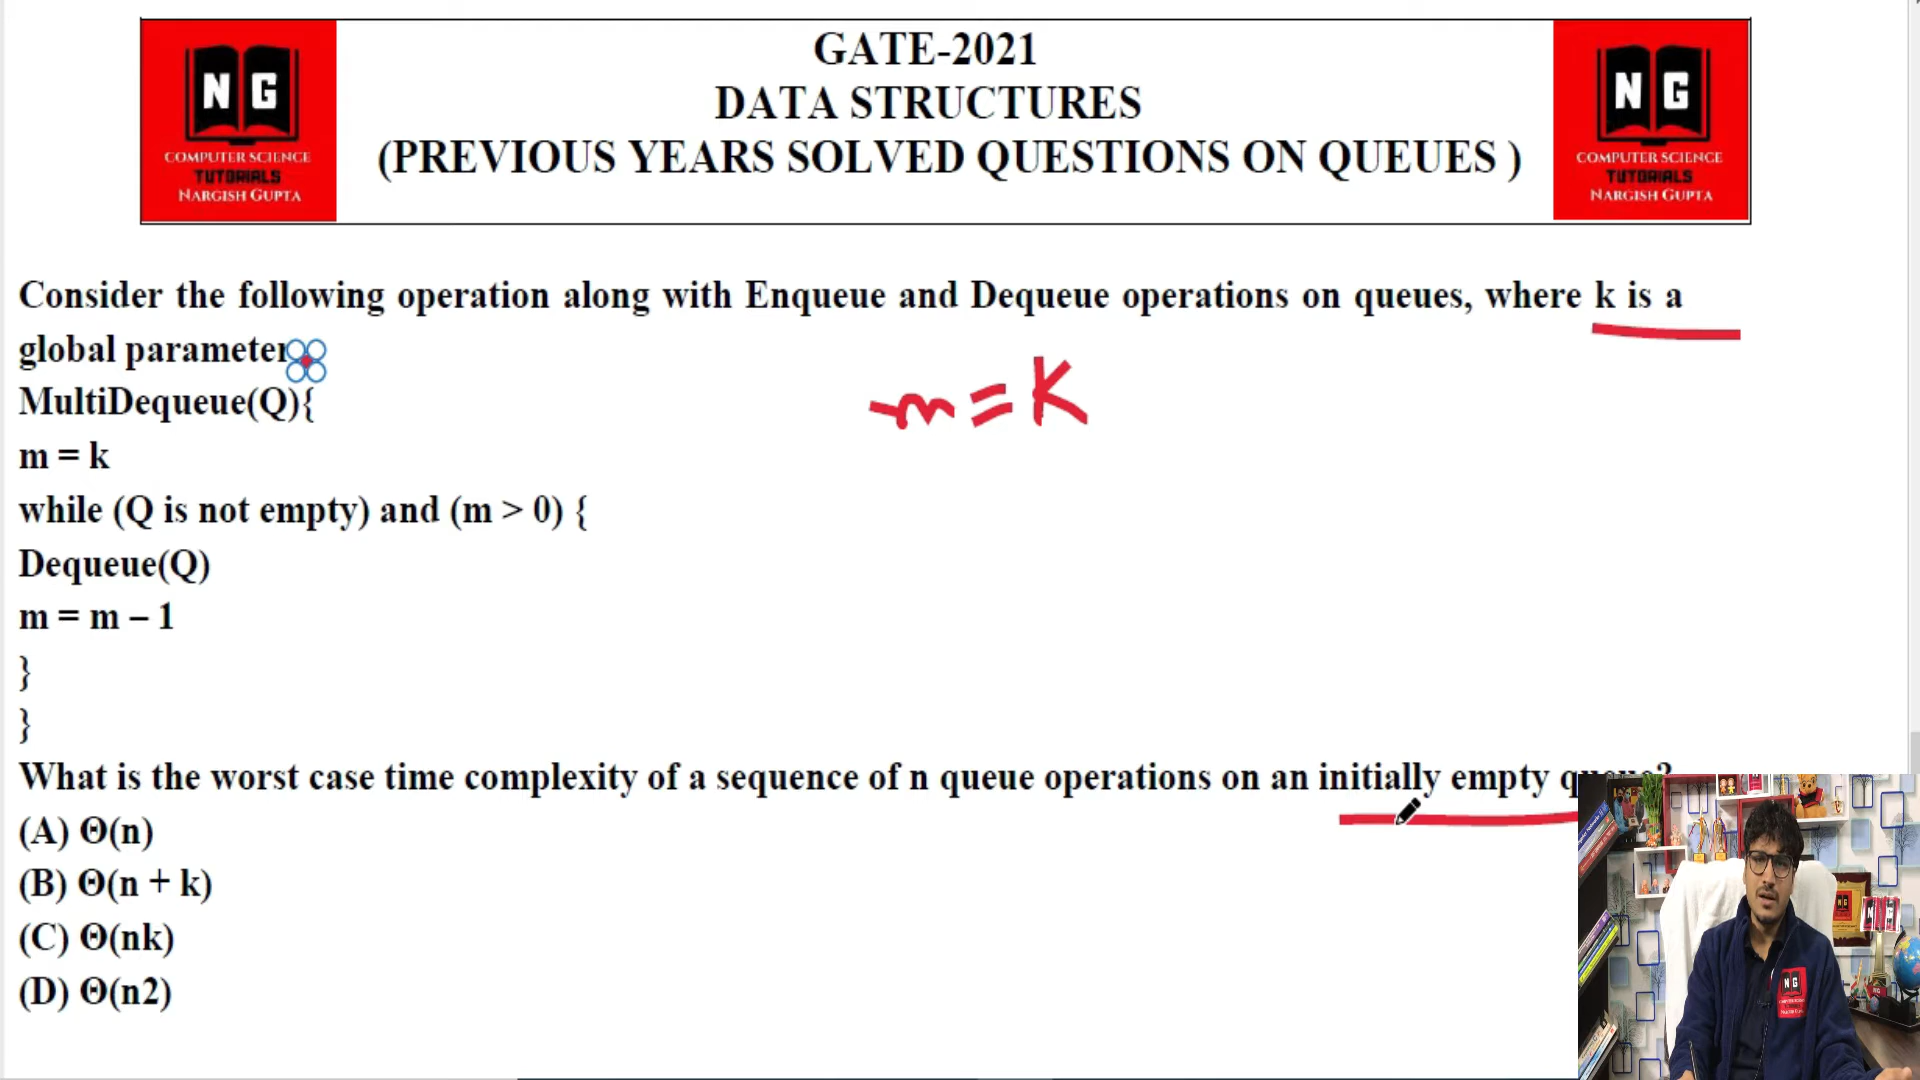 GATE-2021
DATA STRUCTURES
(PREVIOUS YEARS SOLVED QUESTIONS ON QUEUES )
N G
COMPUTER SCIENCE
TUTORIALS
NARGISH GUPTA
N G
COMPUTER SCIENCE
TUTORIALS
NARGISH GUPTA
Consider the following operation along with Enqueue and Dequeue operations on queues, where k is a
global parameter
m = K
MultiDequeue(Q){
m = k
while (Q is not empty) and (m > 0) {
Dequeue(Q)
m = m – 1
}
}
What is the worst case time complexity of a sequence of n queue operations on an initially empty
(A) Θ(n)
(B) Θ(n + k)
(C) Θ(nk)
(D) Θ(n2)
NG